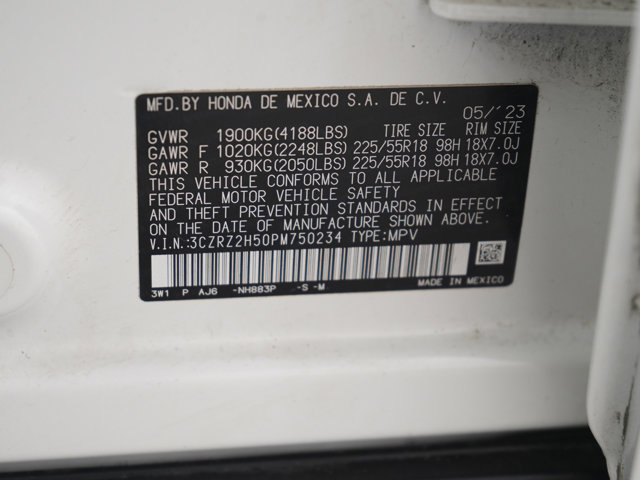 MFD.BY HONDA DE MEXICO S.A. DE C.V.
05/'23
GVWR 1900KG(4188LBS) TIRE SIZE RIM SIZE
GAWR F 1020KG(2248LBS) 225/55R18 98H 18X7.0J
GAWR R 930KG(2050LBS) 225/55R18 98H 18X7.0J
THIS VEHICLE CONFORMS TO ALL APPLICABLE
FEDERAL MOTOR VEHICLE SAFETY
AND THEFT PREVENTION STANDARDS IN EFFECT
ON THE DATE OF MANUFACTURE SHOWN ABOVE.
V.I.N:3CZRZ2H50PM750234 TYPE:MPV
3W1 P AJ6 -NH883P -S -M
MADE IN MEXICO